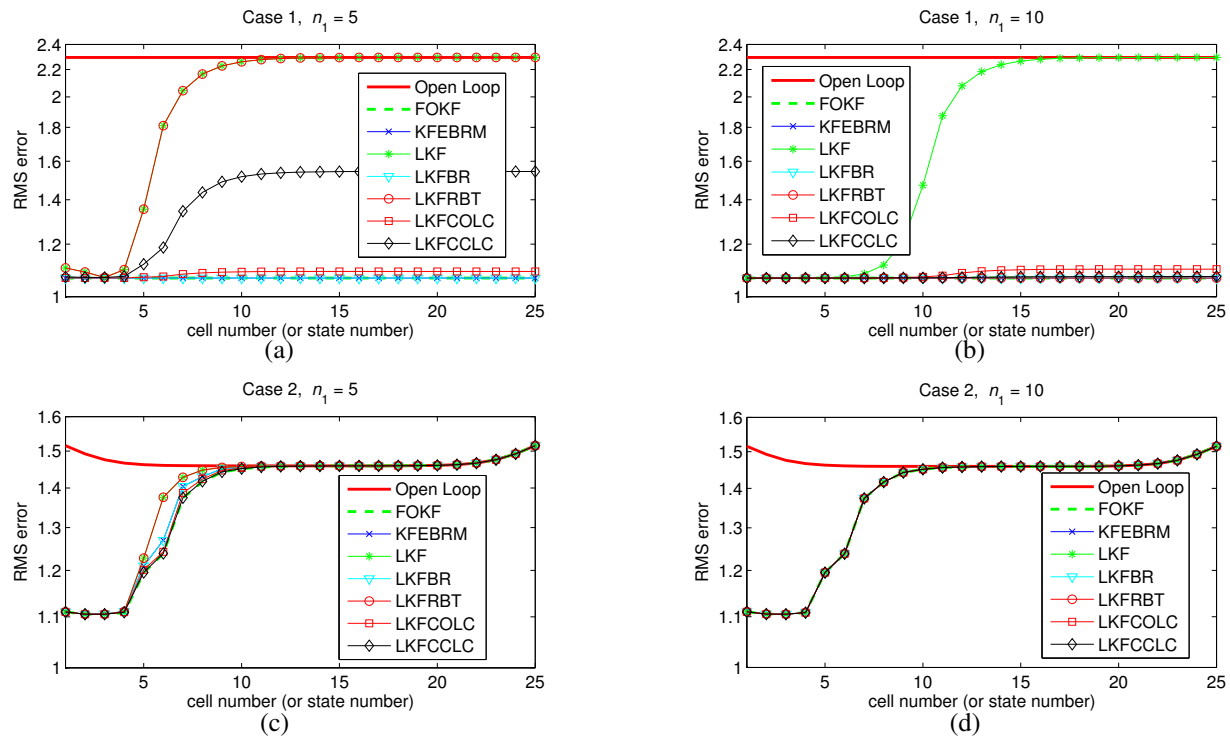 Case 1, n1 = 5
2.4
2.2
2
1.8
1.6
1.4
1.2
1
RMS error
Open Loop
FOKF
KFEBRM
LKF
LKFBR
LKFRBT
LKFCOLC
LKFCCLC
5 10 15 20 25
cell number (or state number)
(a)
Case 1, n1 = 10
2.4
2.2
2
1.8
1.6
1.4
1.2
1
RMS error
Open Loop
FOKF
KFEBRM
LKF
LKFBR
LKFRBT
LKFCOLC
LKFCCLC
5 10 15 20 25
cell number (or state number)
(b)
Case 2, n1 = 5
1.6
1.5
1.4
1.3
1.2
1.1
1
RMS error
Open Loop
FOKF
KFEBRM
LKF
LKFBR
LKFRBT
LKFCOLC
LKFCCLC
5 10 15 20 25
cell number (or state number)
(c)
Case 2, n1 = 10
1.6
1.5
1.4
1.3
1.2
1.1
1
RMS error
Open Loop
FOKF
KFEBRM
LKF
LKFBR
LKFRBT
LKFCOLC
LKFCCLC
5 10 15 20 25
cell number (or state number)
(d)